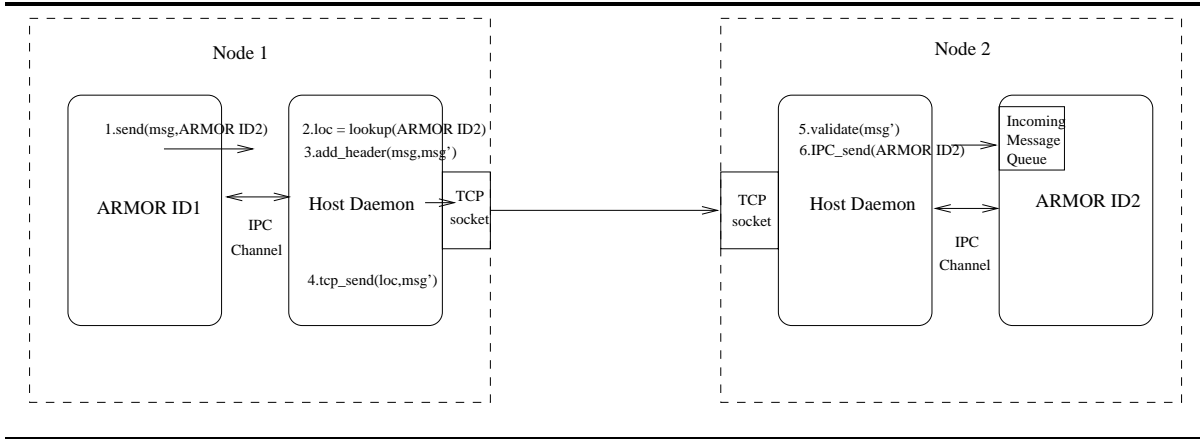 Node 1
1.send(msg,ARMOR ID2)
ARMOR ID1
IPC
Channel
2.loc = lookup(ARMOR ID2)
3.add_header(msg,msg')
Host Daemon
4.tcp_send(loc,msg')
TCP
socket
Node 2
TCP
socket
5.validate(msg')
6.IPC_send(ARMOR ID2)
Host Daemon
IPC
Channel
Incoming
Message
Queue
ARMOR ID2